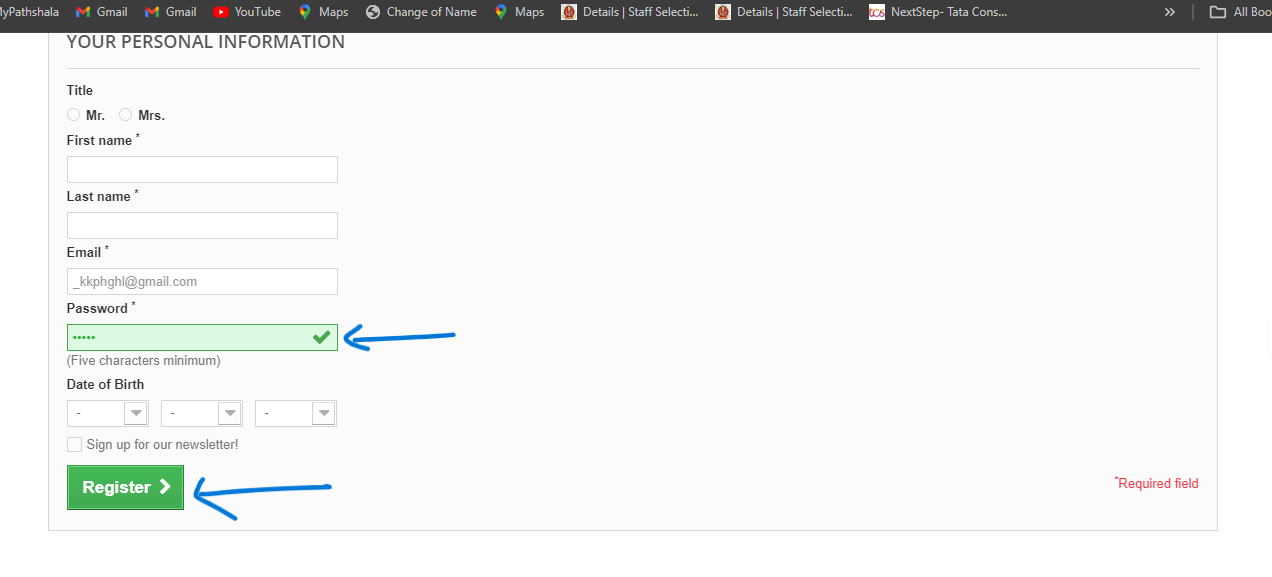 MyPathshala Gmail Gmail YouTube Maps Change of Name Maps Details | Staff Selecti... Details | Staff Selecti... tcs NextStep- Tata Cons... » All Boo
YOUR PERSONAL INFORMATION
Title
Mr. Mrs.
First name *
Last name *
Email *
_kkphghl@gmail.com
Password *
•••••
(Five characters minimum)
Date of Birth
- - -
Sign up for our newsletter!
Register
*Required field